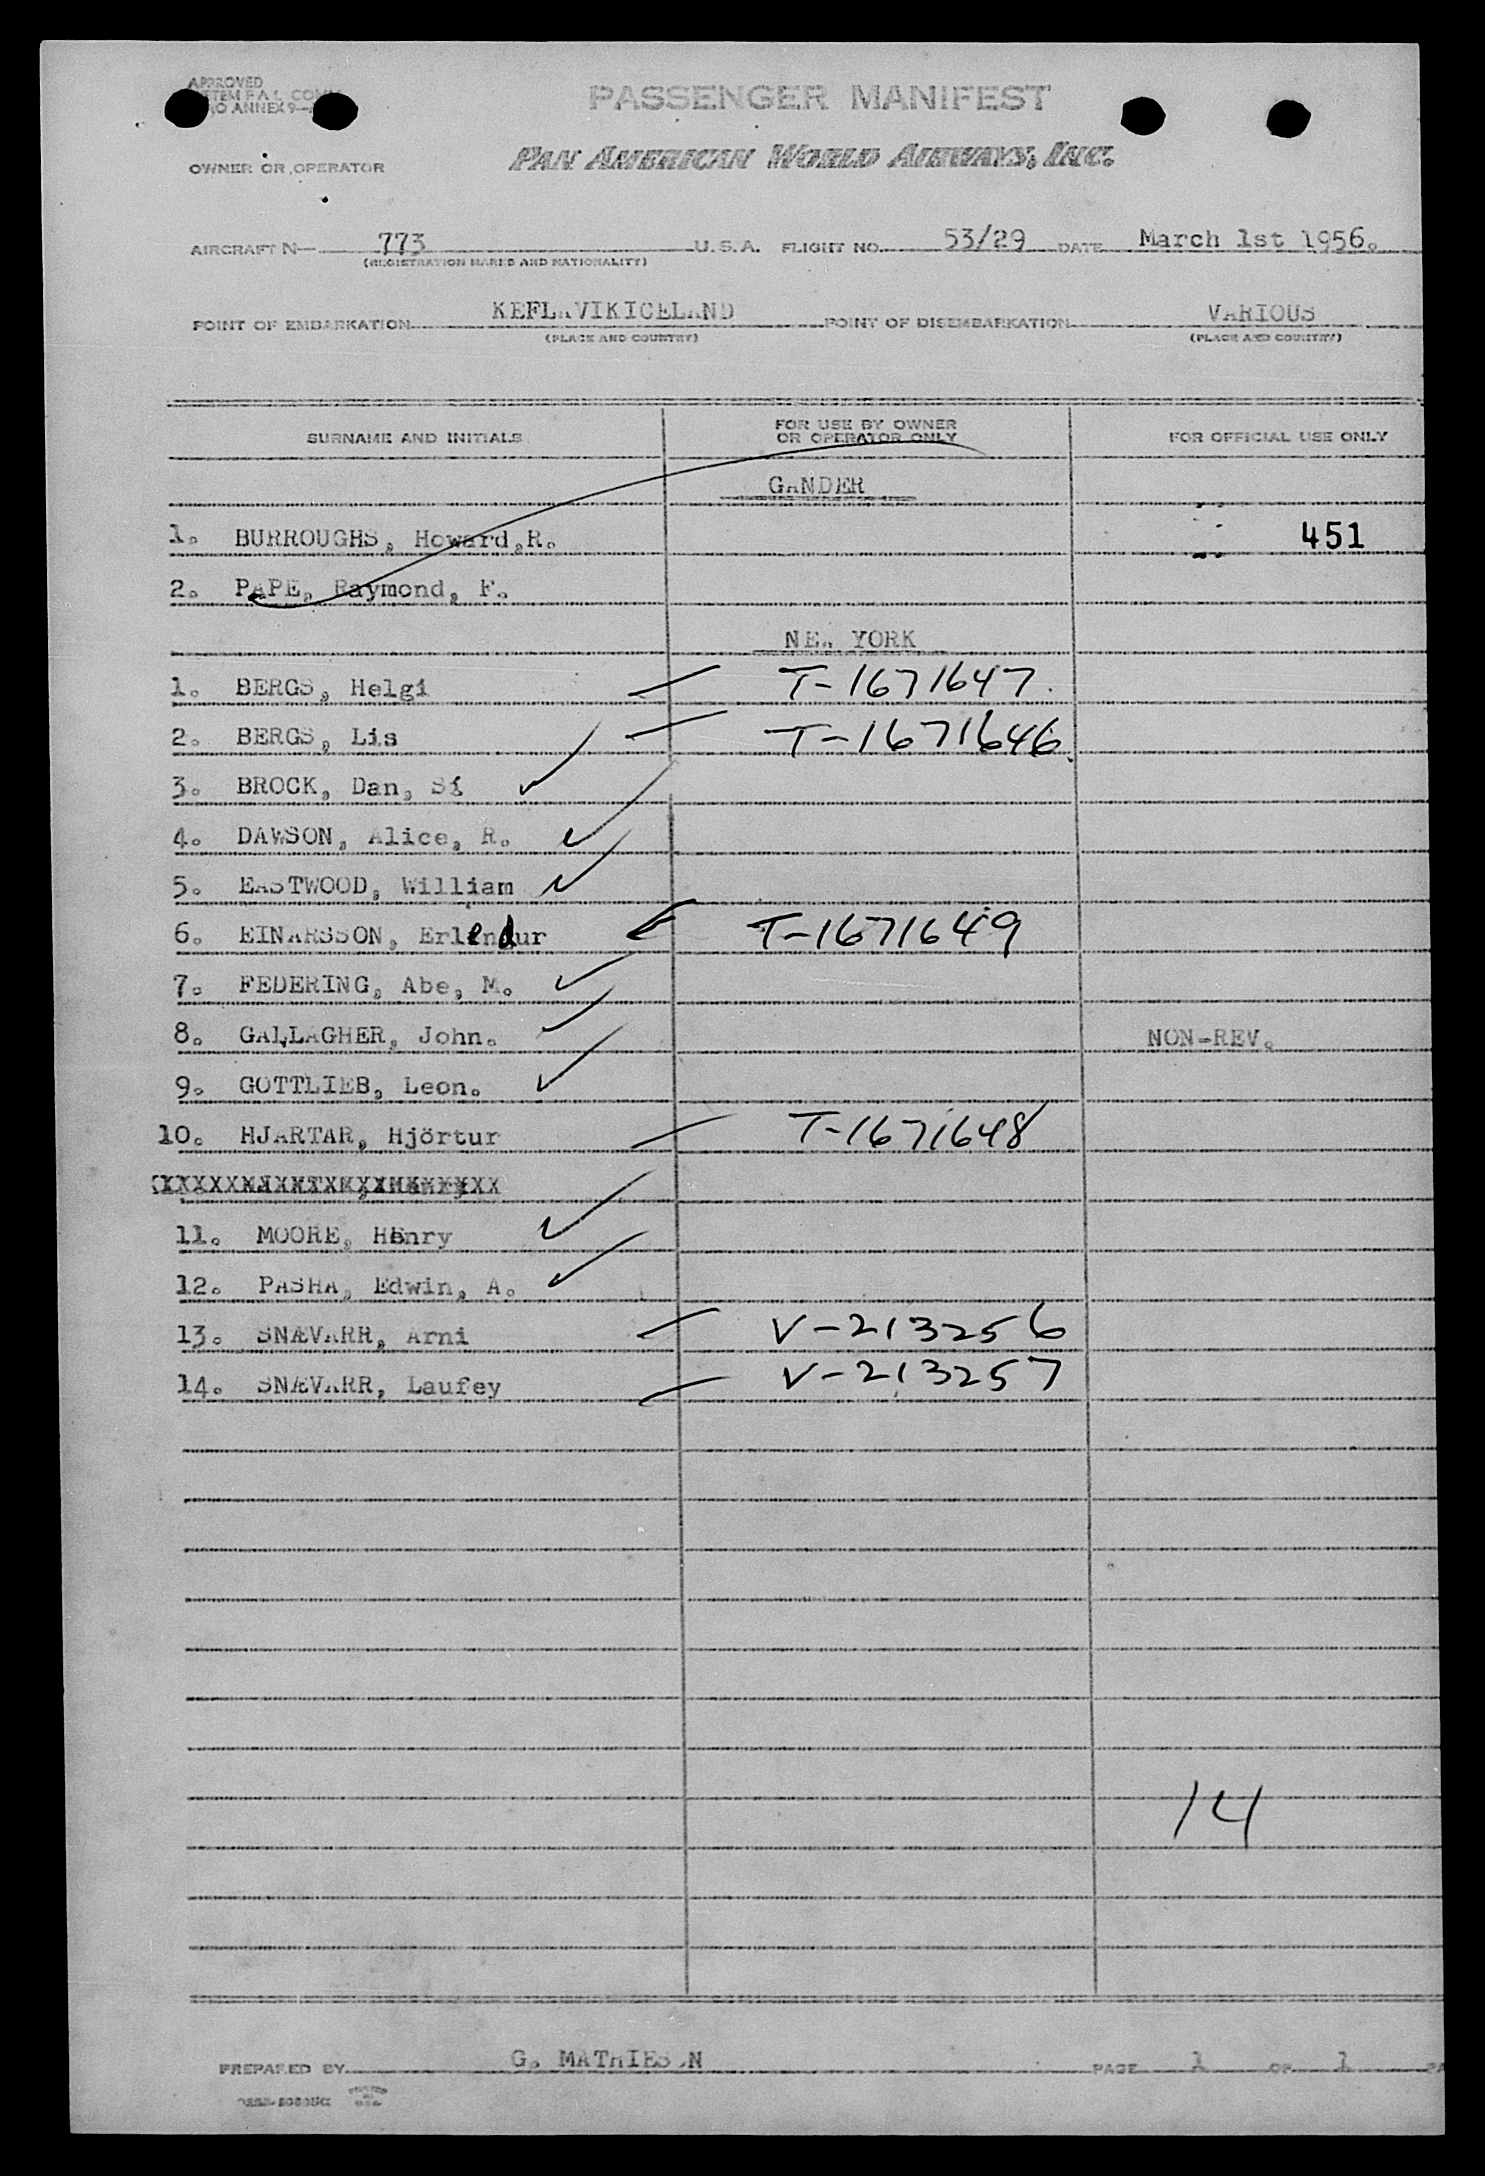 APPROVED
ANNEX 9
PASSENGER MANIFEST
PAN AMERICAN WORLD AIRWAYS, INC.
OWNER OR OPERATOR
AIRCRAFT N— 773 U.S.A. FLIGHT NO. 53/29 DATE March 1st 1956.
(REGISTRATION MARKS AND NATIONALITY)
POINT OF EMBARKATION KEFLAVIKICELAND POINT OF DISEMBARKATION VARIOUS
(PLACE AND COUNTRY) (PLACE AND COUNTRY)
SURNAME AND INITIALS FOR USE BY OWNER OR OPERATOR ONLY FOR OFFICIAL USE ONLY
GANDER
1. BURROUGHS, Howard,R. 451
2. PAPE, Raymond, F.
NEW YORK
1. BERGS, Helgi T-1671647
2. BERGS, Lis T-1671646
3. BROCK, Dan,
4. DAWSON, Alice, R.
5. EASTWOOD, William
6. EINARSSON, Erlendur T-1671649
7. FEDERING, Abe, M.
8. GALLAGHER, John. NON-REV.
9. GOTTLIEB, Leon.
10. HJARTAR, Hjörtur T-1671648
11. MOORE, Henry
12. PASHA, Edwin, A.
13. SNÆVARR, Arni V-213256
14. SNÆVARR, Laufey V-213257
14
PREPARED BY G. MATHIESON PAGE 1 OF 1